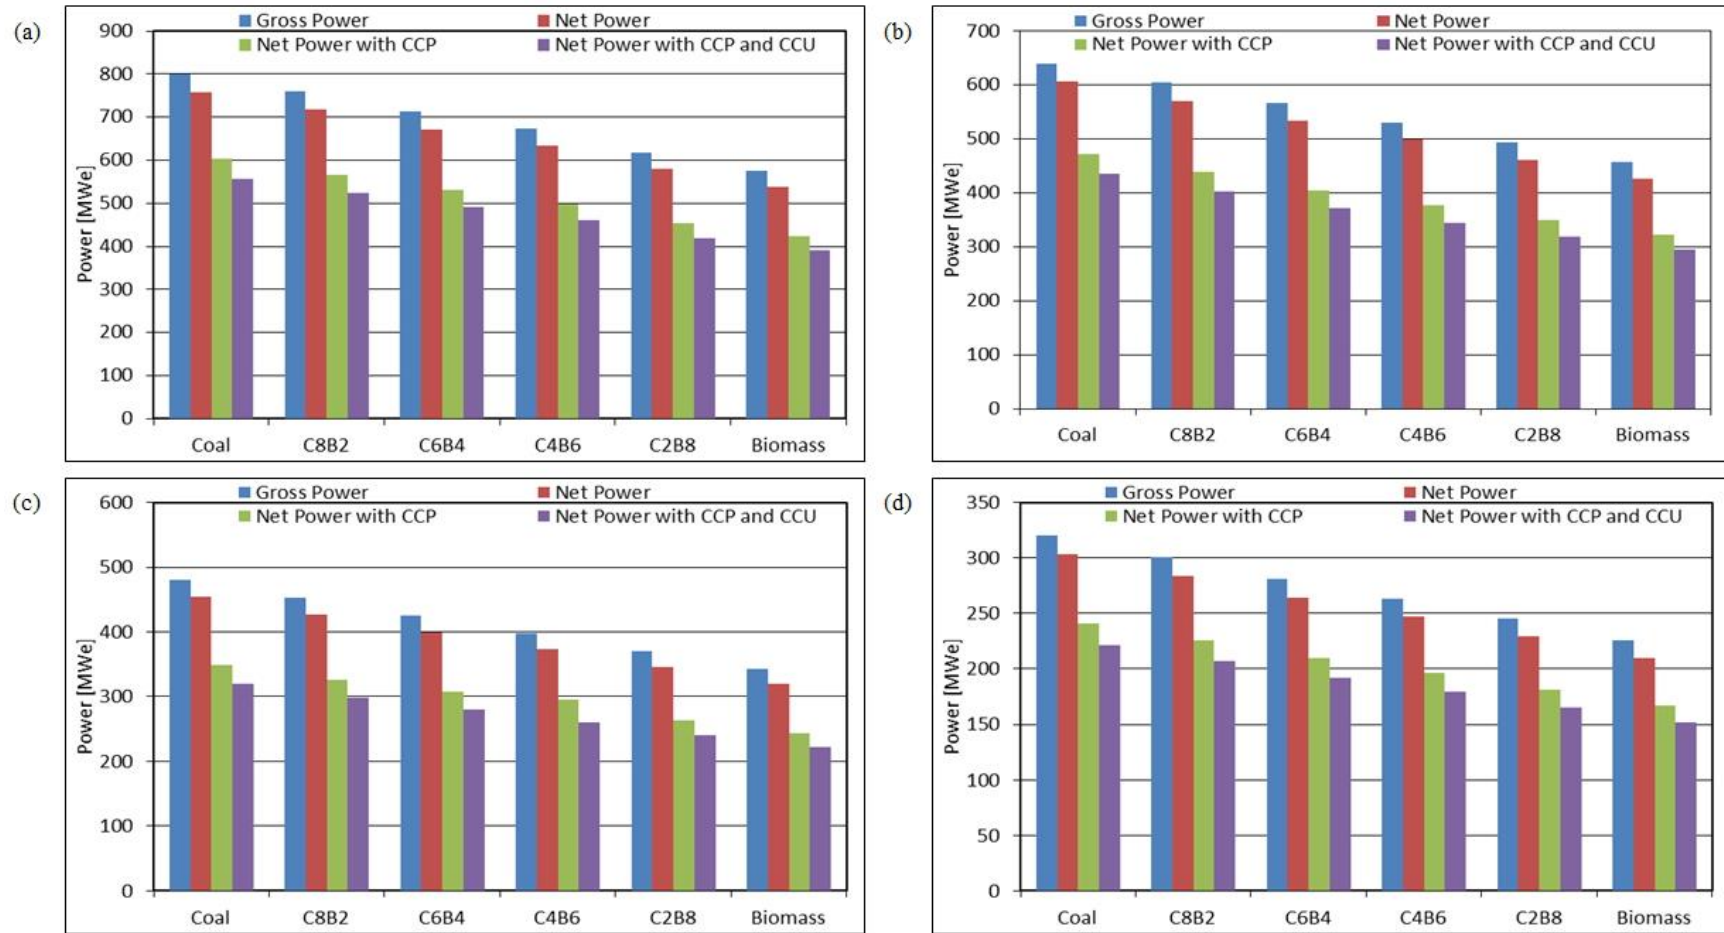 (a)
Gross Power Net Power
Net Power with CCP Net Power with CCP and CCU
Power [MWe]
900
800
700
600
500
400
300
200
100
0
Coal C8B2 C6B4 C4B6 C2B8 Biomass
(b)
Gross Power Net Power
Net Power with CCP Net Power with CCP and CCU
Power [MWe]
700
600
500
400
300
200
100
0
Coal C8B2 C6B4 C4B6 C2B8 Biomass
(c)
Gross Power Net Power
Net Power with CCP Net Power with CCP and CCU
Power [MWe]
600
500
400
300
200
100
0
Coal C8B2 C6B4 C4B6 C2B8 Biomass
(d)
Gross Power Net Power
Net Power with CCP Net Power with CCP and CCU
Power [MWe]
350
300
250
200
150
100
50
0
Coal C8B2 C6B4 C4B6 C2B8 Biomass